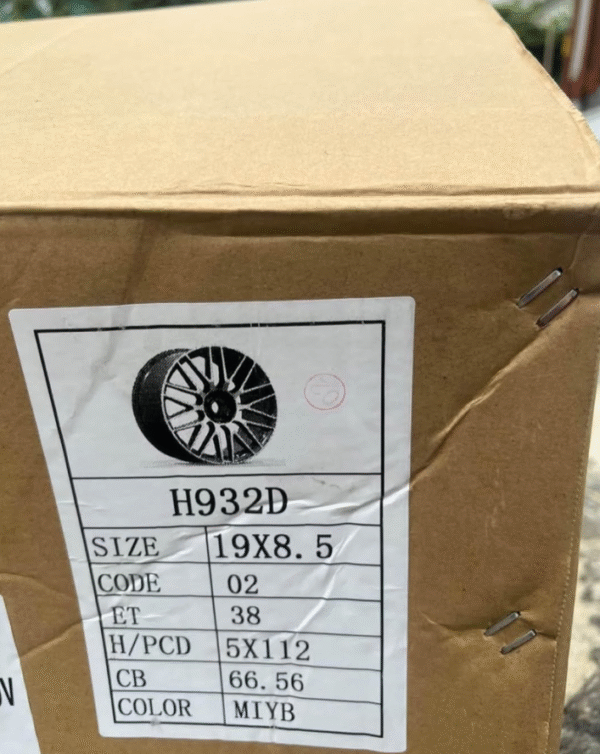 H932D
SIZE 19X8.5
CODE 02
ET 38
H/PCD 5X112
CB 66.56
COLOR MIYB